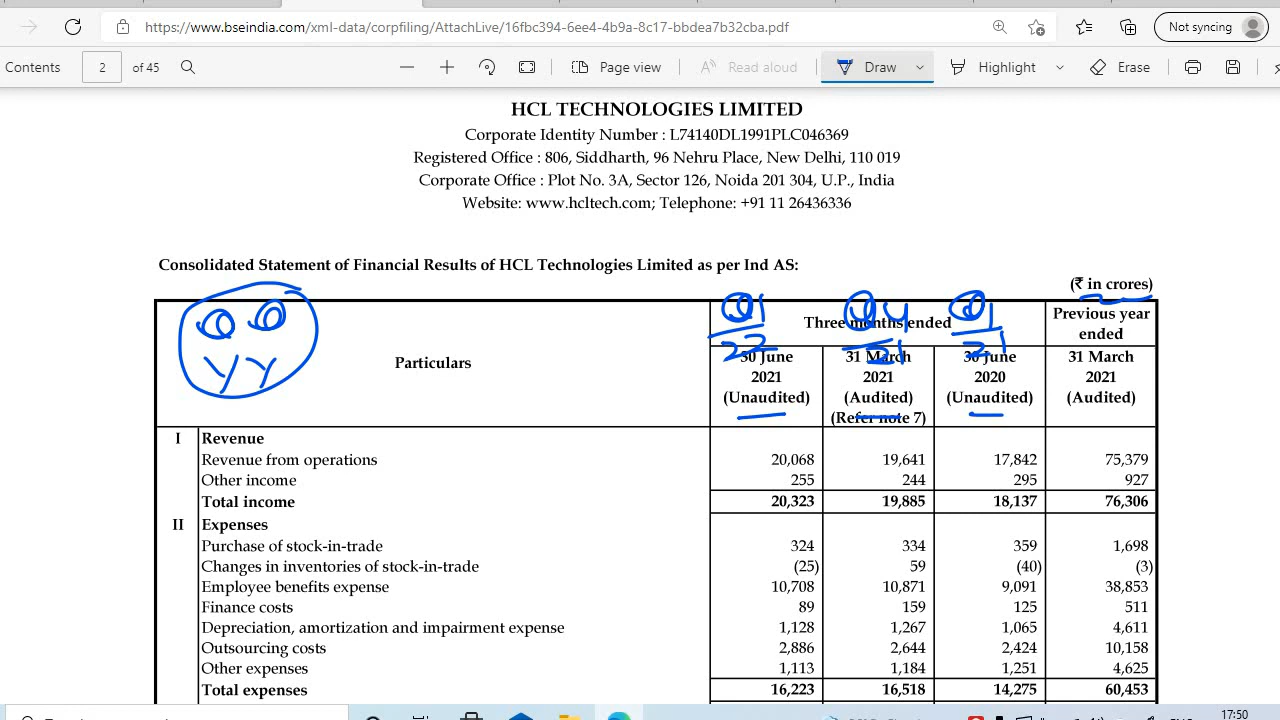 https://www.bseindia.com/xml-data/corpfiling/AttachLive/16fbc394-6ee4-4b9a-8c17-bbdea7b32cba.pdf Not syncing
Contents 2 of 45 Page view Read aloud Draw Highlight Erase
HCL TECHNOLOGIES LIMITED
Corporate Identity Number : L74140DL1991PLC046369
Registered Office : 806, Siddharth, 96 Nehru Place, New Delhi, 110 019
Corporate Office : Plot No. 3A, Sector 126, Noida 201 304, U.P., India
Website: www.hcltech.com; Telephone: +91 11 26436336
Consolidated Statement of Financial Results of HCL Technologies Limited as per Ind AS:
(₹ in crores)
Q Q
Y Y
Q1 Q4 Q1
22 21 21
Particulars
Three months ended
Previous year ended
30 June 2021 (Unaudited)
31 March 2021 (Audited) (Refer note 7)
30 June 2020 (Unaudited)
31 March 2021 (Audited)
I Revenue
Revenue from operations 20,068 19,641 17,842 75,379
Other income 255 244 295 927
Total income 20,323 19,885 18,137 76,306
II Expenses
Purchase of stock-in-trade 324 334 359 1,698
Changes in inventories of stock-in-trade (25) 59 (40) (3)
Employee benefits expense 10,708 10,871 9,091 38,853
Finance costs 89 159 125 511
Depreciation, amortization and impairment expense 1,128 1,267 1,065 4,611
Outsourcing costs 2,886 2,644 2,424 10,158
Other expenses 1,113 1,184 1,251 4,625
Total expenses 16,223 16,518 14,275 60,453
17:50